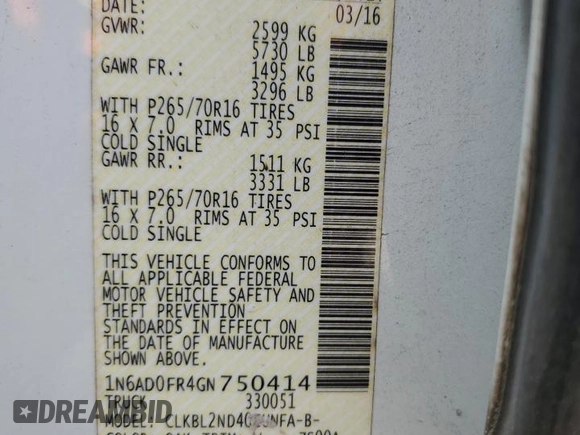 DATE: 03/16
GVWR: 2599 KG
5730 LB
GAWR FR.: 1495 KG
3296 LB
WITH P265/70R16 TIRES
16 X 7.0 RIMS AT 35 PSI
COLD SINGLE
GAWR RR.: 1511 KG
3331 LB
WITH P265/70R16 TIRES
16 X 7.0 RIMS AT 35 PSI
COLD SINGLE
THIS VEHICLE CONFORMS TO
ALL APPLICABLE FEDERAL
MOTOR VEHICLE SAFETY AND
THEFT PREVENTION
STANDARDS IN EFFECT ON
THE DATE OF MANUFACTURE
SHOWN ABOVE.
1N6AD0FR4GN750414
TRUCK 330051
MODEL:
RIDECHECKED.COM